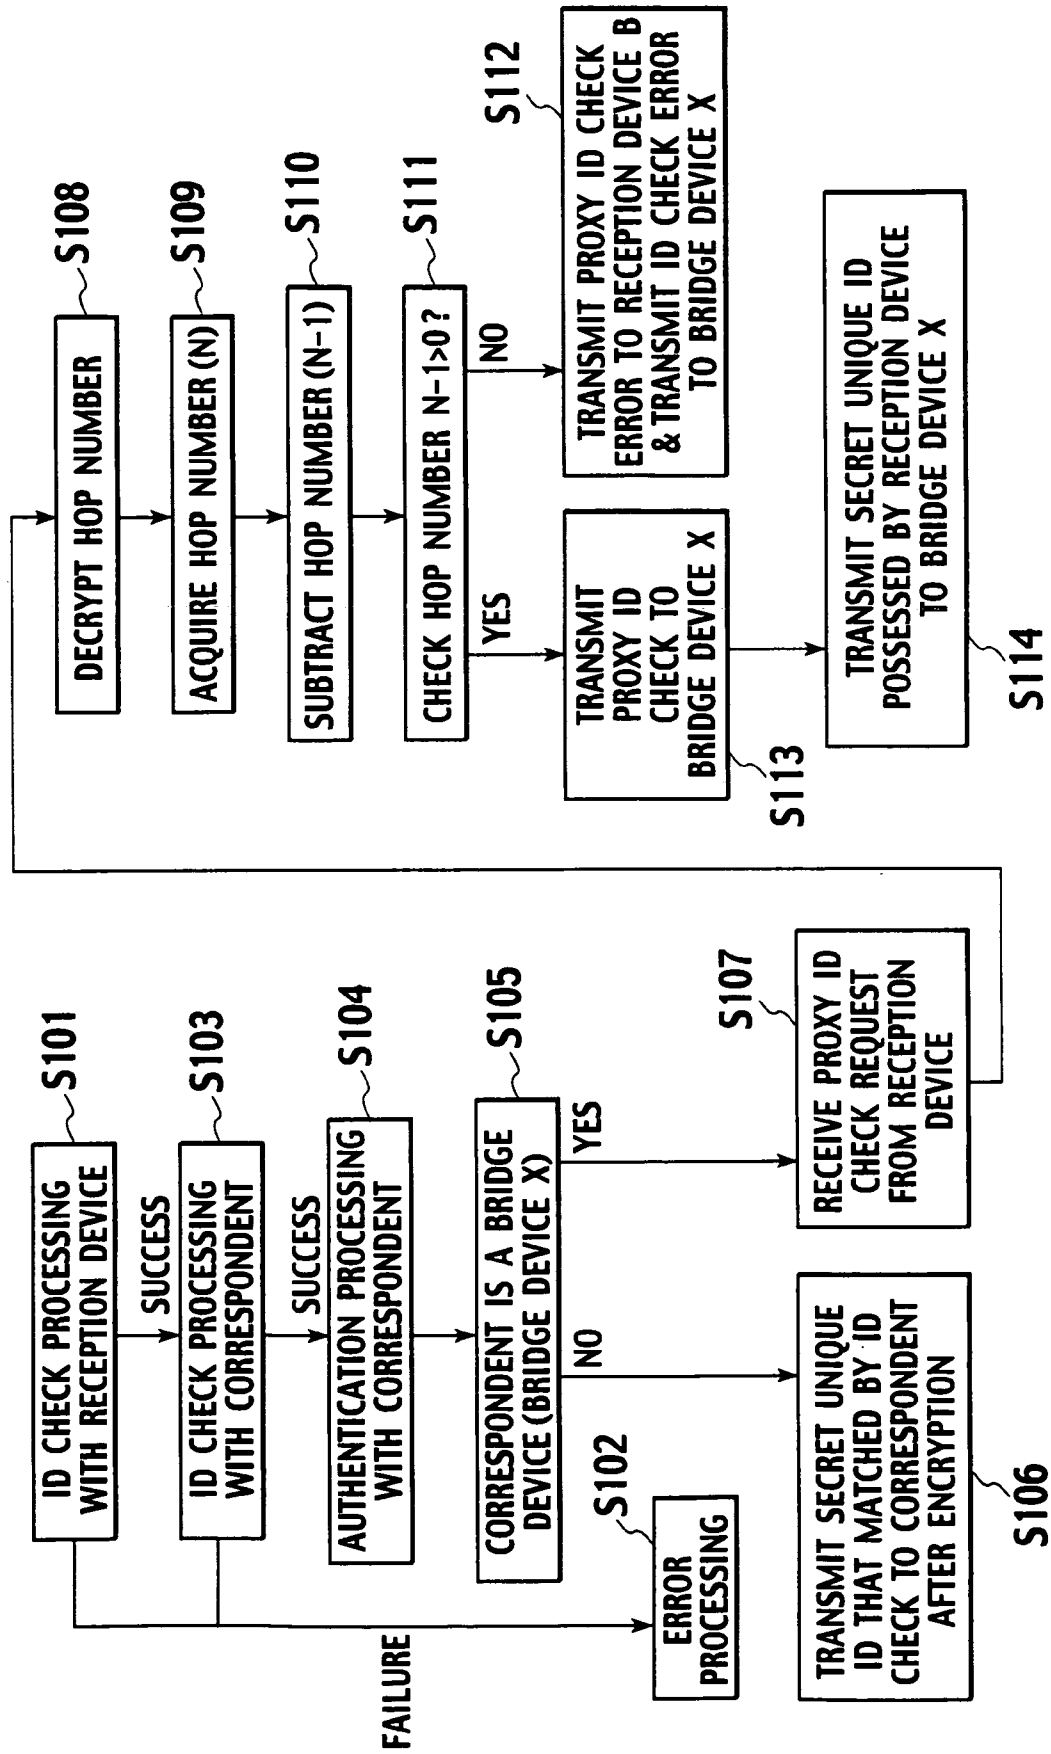 S101
ID CHECK PROCESSING
WITH RECEPTION DEVICE
SUCCESS
S103
ID CHECK PROCESSING
WITH CORRESPONDENT
SUCCESS
S104
AUTHENTICATION PROCESSING
WITH CORRESPONDENT
S105
CORRESPONDENT IS A BRIDGE
DEVICE (BRIDGE DEVICE X)
NO
YES
FAILURE
S102
ERROR
PROCESSING
TRANSMIT SECRET UNIQUE
ID THAT MATCHED BY ID
CHECK TO CORRESPONDENT
AFTER ENCRYPTION
S106
S107
RECEIVE PROXY ID
CHECK REQUEST
FROM RECEPTION
DEVICE
S108
DECRYPT HOP NUMBER
S109
ACQUIRE HOP NUMBER (N)
S110
SUBTRACT HOP NUMBER (N-1)
S111
CHECK HOP NUMBER N-1>0?
YES
NO
TRANSMIT
PROXY ID
CHECK TO
BRIDGE DEVICE X
S113
S112
TRANSMIT PROXY ID CHECK
ERROR TO RECEPTION DEVICE B
& TRANSMIT ID CHECK ERROR
TO BRIDGE DEVICE X
TRANSMIT SECRET UNIQUE ID
POSSESSED BY RECEPTION DEVICE
TO BRIDGE DEVICE X
S114